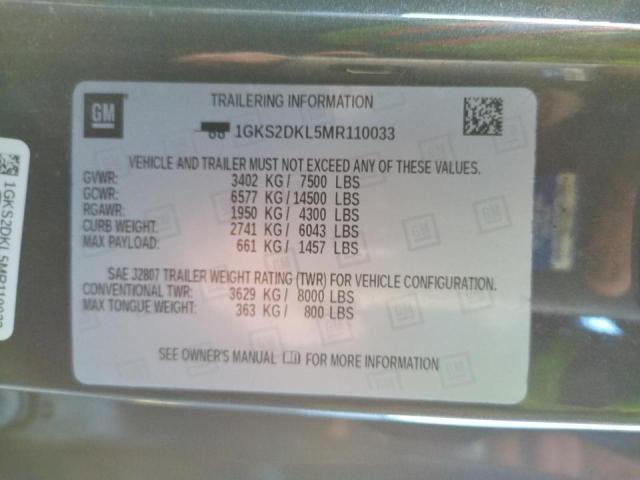 GM
TRAILERING INFORMATION
1GKS2DKL5MR110033
VEHICLE AND TRAILER MUST NOT EXCEED ANY OF THESE VALUES.
GVWR: 3402 KG/ 7500 LBS
GCWR: 6577 KG/14500 LBS
RGAWR: 1950 KG/ 4300 LBS
CURB WEIGHT: 2741 KG/ 6043 LBS
MAX PAYLOAD: 661 KG/ 1457 LBS
SAE J2807 TRAILER WEIGHT RATING (TWR) FOR VEHICLE CONFIGURATION.
CONVENTIONAL TWR: 3629 KG/ 8000 LBS
MAX TONGUE WEIGHT: 363 KG/ 800 LBS
SEE OWNER'S MANUAL FOR MORE INFORMATION
1GKS2DKL5MR110033